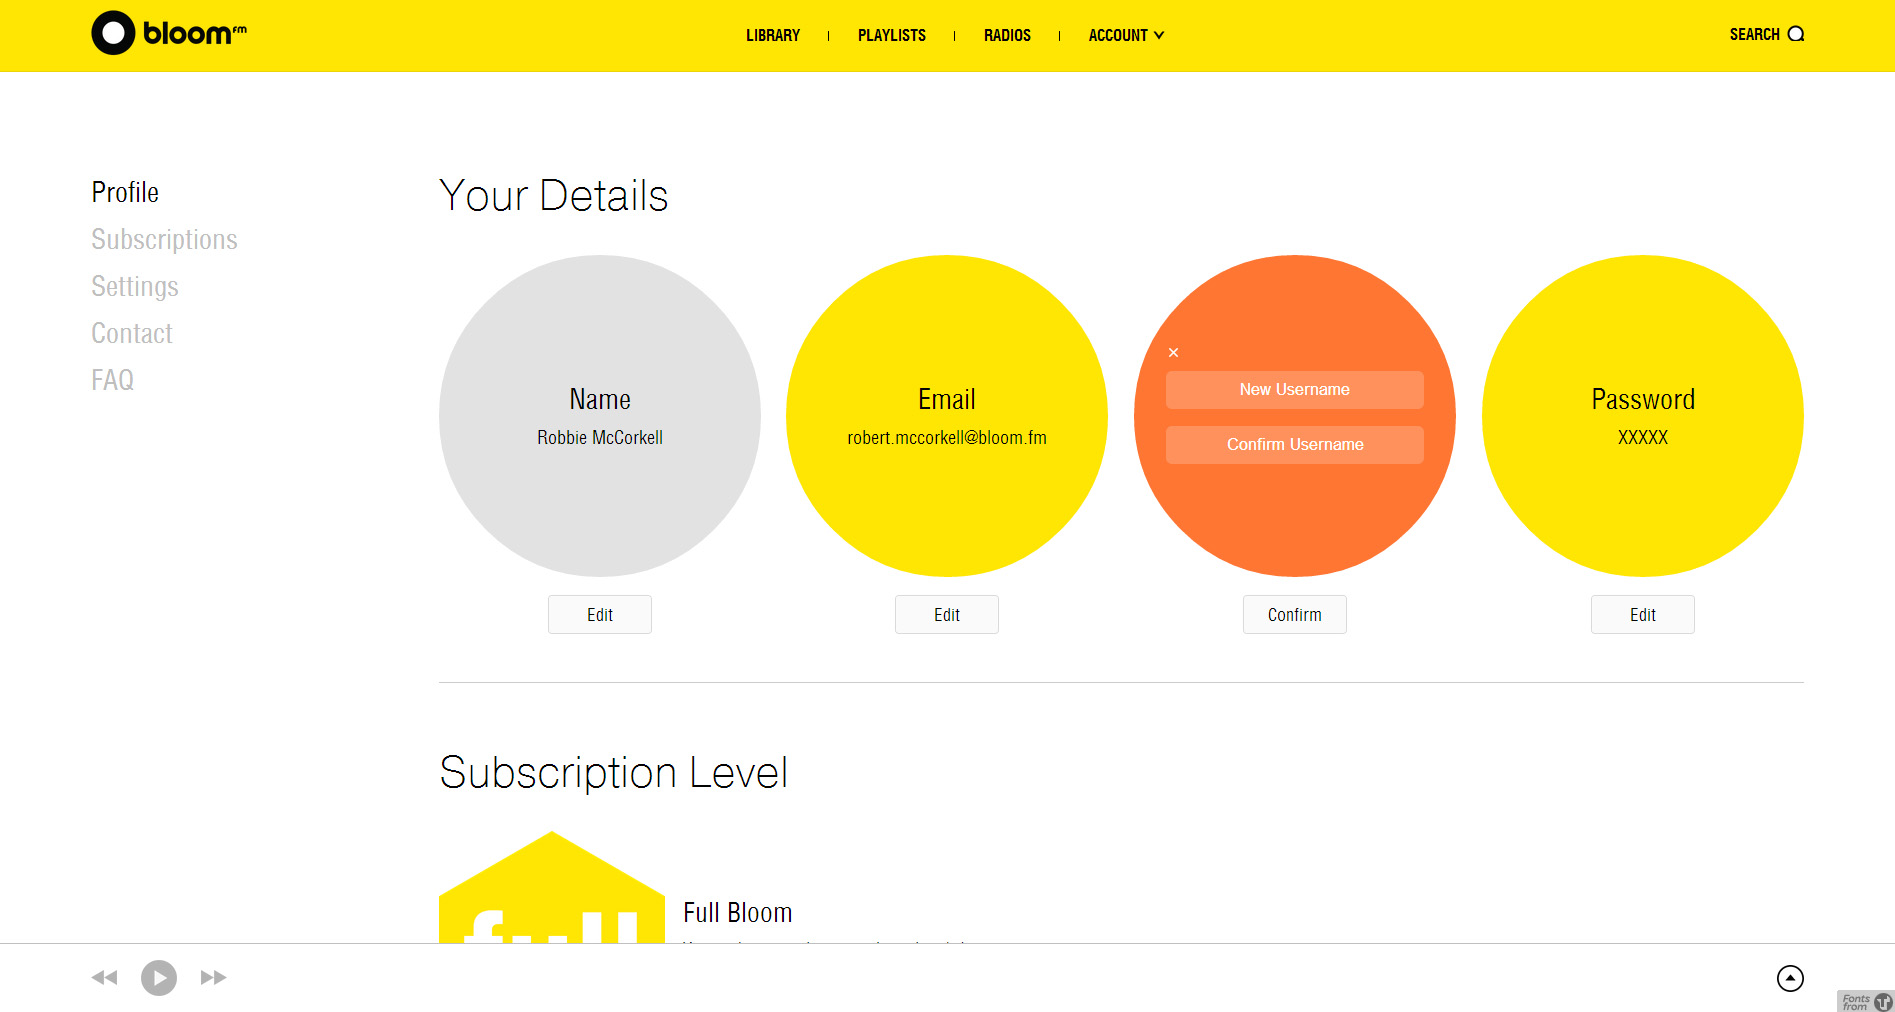 bloom fm
LIBRARY
PLAYLISTS
RADIOS
ACCOUNT
SEARCH
Profile
Subscriptions
Settings
Contact
FAQ
Your Details
Name
Robbie McCorkell
Edit
Email
robert.mccorkell@bloom.fm
Edit
×
New Username
Confirm Username
Confirm
Password
XXXXX
Edit
Subscription Level
full
Full Bloom
Fonts
from